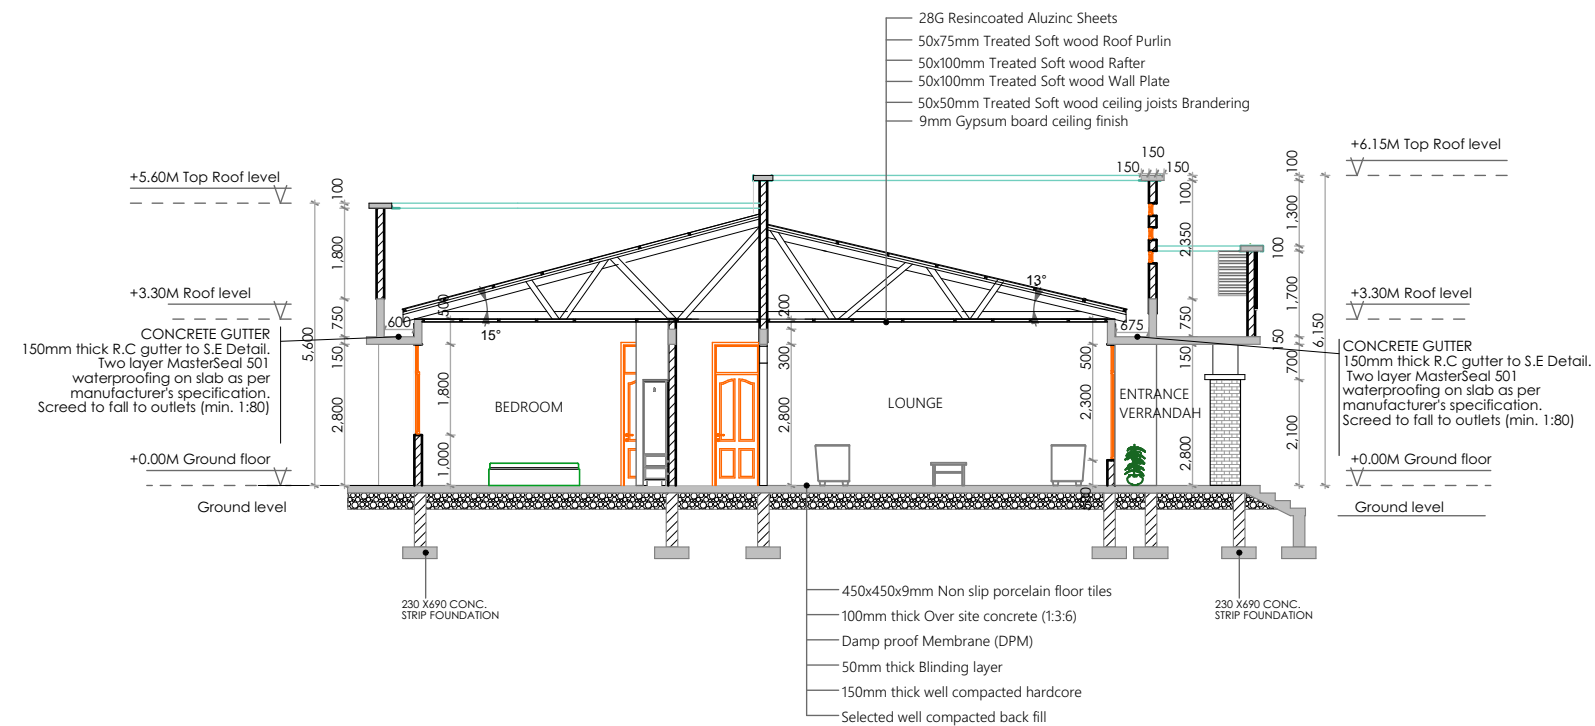 28G Resincoated Aluzinc Sheets
50x75mm Treated Soft wood Roof Purlin
50x100mm Treated Soft wood Rafter
50x100mm Treated Soft wood Wall Plate
50x50mm Treated Soft wood ceiling joists Brandering
9mm Gypsum board ceiling finish
+5.60M Top Roof level
+3.30M Roof level
CONCRETE GUTTER
150mm thick R.C gutter to S.E Detail.
Two layer MasterSeal 501
waterproofing on slab as per
manufacturer's specification.
Screed to fall to outlets (min. 1:80)
+0.00M Ground floor
Ground level
5,600
100
1,800
750
150
2,800
600
500
15°
1,800
1,000
BEDROOM
200
300
2,800
LOUNGE
13°
675
500
2,300
ENTRANCE
VERRANDAH
150
150
150
100
2,350
750
150
2,800
100
1,300
100
1,700
150
700
2,100
6,150
+6.15M Top Roof level
+3.30M Roof level
CONCRETE GUTTER
150mm thick R.C gutter to S.E Detail.
Two layer MasterSeal 501
waterproofing on slab as per
manufacturer's specification.
Screed to fall to outlets (min. 1:80)
+0.00M Ground floor
Ground level
230 X690 CONC.
STRIP FOUNDATION
230 X690 CONC.
STRIP FOUNDATION
450x450x9mm Non slip porcelain floor tiles
100mm thick Over site concrete (1:3:6)
Damp proof Membrane (DPM)
50mm thick Blinding layer
150mm thick well compacted hardcore
Selected well compacted back fill